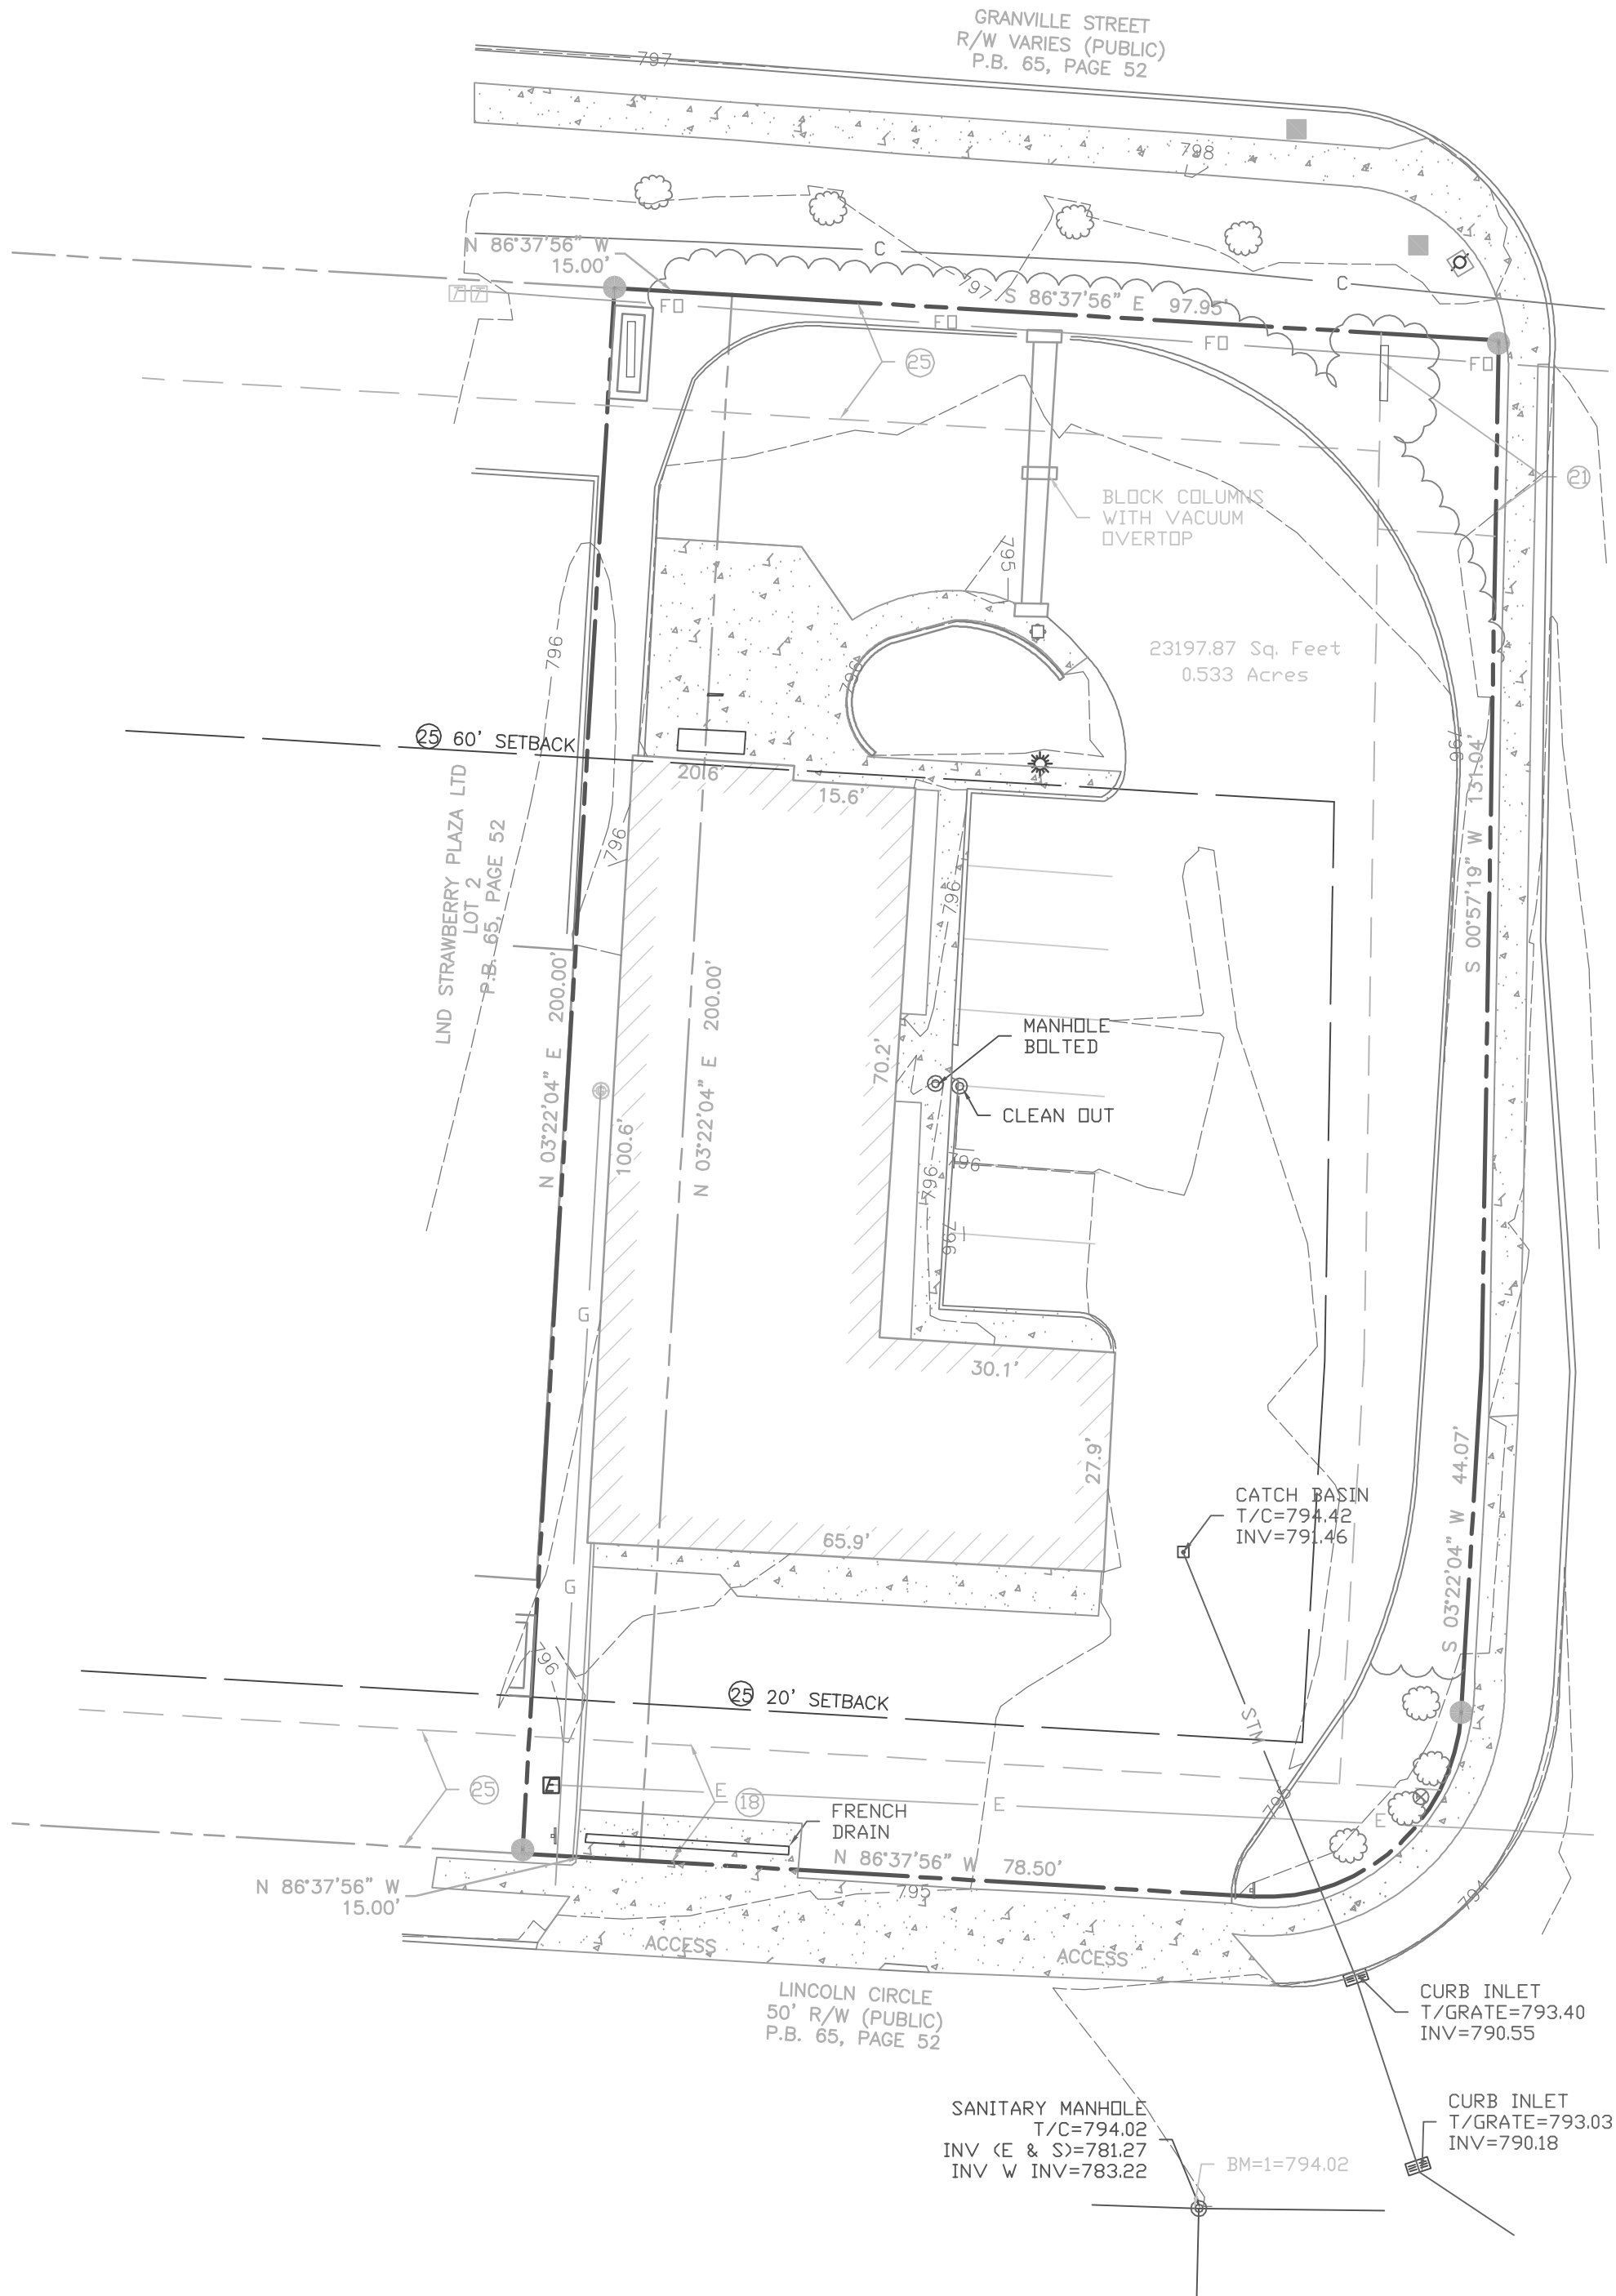 GRANVILLE STREET
R/W VARIES (PUBLIC)
P.B. 65, PAGE 52
797
798
N 86°37'56" W
15.00'
C
C
797
S 86°37'56" E 97.95'
7 7
FO
FO
FO
FO
25
21
BLOCK COLUMNS
WITH VACUUM
OVERTOP
795
796
23197.87 Sq. Feet
0.533 Acres
796
25 60' SETBACK
20.6'
15.6'
796
LND STRAWBERRY PLAZA LTD
LOT 2
P.B. 65, PAGE 52
796
796
S 00°57'19" W 131.04'
N 03°22'04" E 200.00'
N 03°22'04" E 200.00'
MANHOLE
BOLTED
70.2'
G
CLEAN OUT
100.6'
796
796
796
G
30.1'
27.9'
S 03°22'04" W 44.07'
CATCH BASIN
T/C=794.42
INV=791.46
65.9'
G
796
25 20' SETBACK
STM
25
E
E
18
E
E
795
FRENCH
DRAIN
N 86°37'56" W 78.50'
N 86°37'56" W
15.00'
795
794
ACCESS
ACCESS
LINCOLN CIRCLE
50' R/W (PUBLIC)
P.B. 65, PAGE 52
CURB INLET
T/GRATE=793.40
INV=790.55
CURB INLET
T/GRATE=793.03
INV=790.18
SANITARY MANHOLE
T/C=794.02
INV (E & S)=781.27
INV W INV=783.22
BM=1=794.02